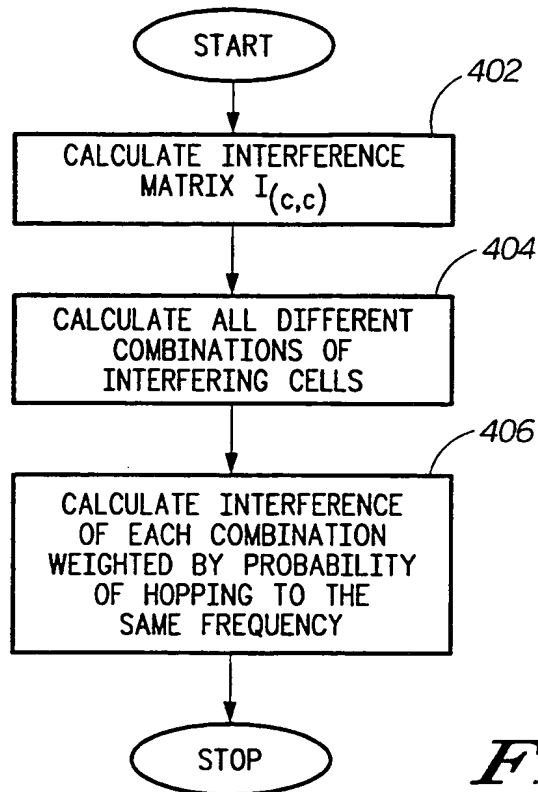 START
402
CALCULATE INTERFERENCE
MATRIX I(c,c)
404
CALCULATE ALL DIFFERENT
COMBINATIONS OF
INTERFERING CELLS
406
CALCULATE INTERFERENCE
OF EACH COMBINATION
WEIGHTED BY PROBABILITY
OF HOPPING TO THE
SAME FREQUENCY
STOP